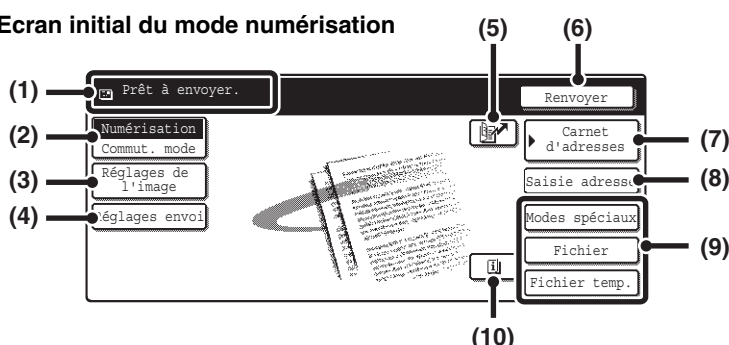 Ecran initial du mode numérisation
(5)
(6)
(1)
Prêt à envoyer.
Renvoyer
(2)
Numérisation
Commut. mode
Carnet
d'adresses
(7)
(3)
Réglages de
l'image
Saisie adresse
(8)
(4)
Réglages envoi
Modes spéciaux
Fichier
(9)
Fichier temp.
(10)